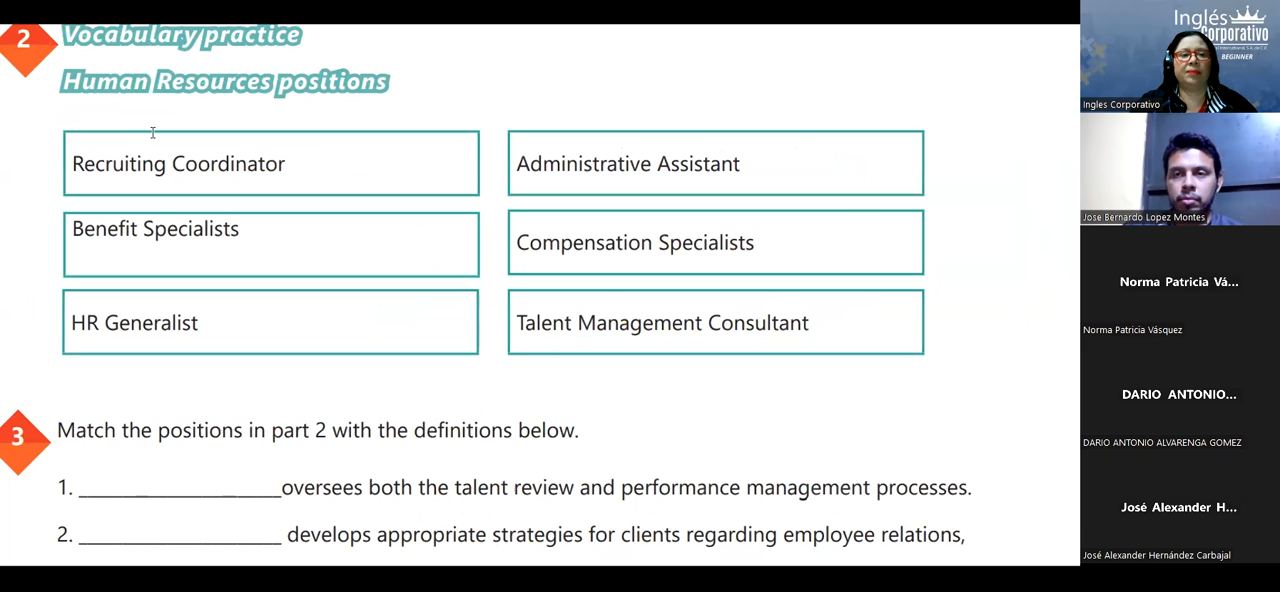 2
Vocabulary practice
Human Resources positions
Recruiting Coordinator
Administrative Assistant
Benefit Specialists
Compensation Specialists
HR Generalist
Talent Management Consultant
3
Match the positions in part 2 with the definitions below.
1. ____________________oversees both the talent review and performance management processes.
2. ____________________ develops appropriate strategies for clients regarding employee relations,
Inglés
Corporativo
BEGINNER
Ingles Corporativo
Jose Bernardo Lopez Montes
Norma Patricia Vá...
Norma Patricia Vásquez
DARIO ANTONIO...
DARIO ANTONIO ALVARENGA GOMEZ
José Alexander H...
José Alexander Hernández Carbajal